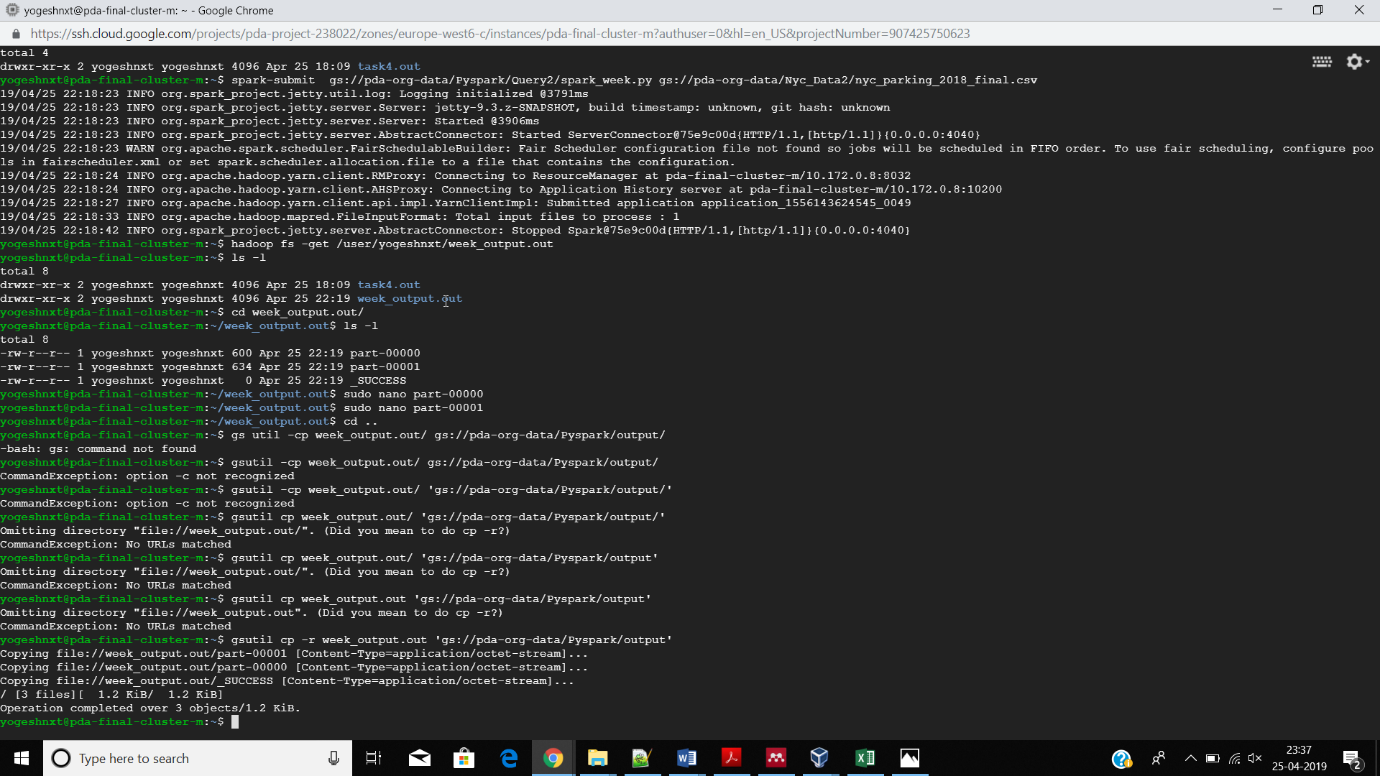 yogeshnxt@pda-final-cluster-m: ~ - Google Chrome
https://ssh.cloud.google.com/projects/pda-project-238022/zones/europe-west6-c/instances/pda-final-cluster-m?authuser=0&hl=en_US&projectNumber=907425750623
total 4
drwxr-xr-x 2 yogeshnxt yogeshnxt 4096 Apr 25 18:09 task4.out
yogeshnxt@pda-final-cluster-m:~$ spark-submit  gs://pda-org-data/Pyspark/Query2/spark_week.py gs://pda-org-data/Nyc_Data2/nyc_parking_2018_final.csv
19/04/25 22:18:23 INFO org.spark_project.jetty.util.log: Logging initialized @3791ms
19/04/25 22:18:23 INFO org.spark_project.jetty.server.Server: jetty-9.3.z-SNAPSHOT, build timestamp: unknown, git hash: unknown
19/04/25 22:18:23 INFO org.spark_project.jetty.server.Server: Started @3906ms
19/04/25 22:18:23 INFO org.spark_project.jetty.server.AbstractConnector: Started ServerConnector@75e9c00d{HTTP/1.1,[http/1.1]}{0.0.0.0:4040}
19/04/25 22:18:23 WARN org.apache.spark.scheduler.FairSchedulableBuilder: Fair Scheduler configuration file not found so jobs will be scheduled in FIFO order. To use fair scheduling, configure poo
ls in fairscheduler.xml or set spark.scheduler.allocation.file to a file that contains the configuration.
19/04/25 22:18:24 INFO org.apache.hadoop.yarn.client.RMProxy: Connecting to ResourceManager at pda-final-cluster-m/10.172.0.8:8032
19/04/25 22:18:24 INFO org.apache.hadoop.yarn.client.AHSProxy: Connecting to Application History server at pda-final-cluster-m/10.172.0.8:10200
19/04/25 22:18:27 INFO org.apache.hadoop.yarn.client.api.impl.YarnClientImpl: Submitted application application_1556143624545_0049
19/04/25 22:18:33 INFO org.apache.hadoop.mapred.FileInputFormat: Total input files to process : 1
19/04/25 22:18:42 INFO org.spark_project.jetty.server.AbstractConnector: Stopped Spark@75e9c00d{HTTP/1.1,[http/1.1]}{0.0.0.0:4040}
yogeshnxt@pda-final-cluster-m:~$ hadoop fs -get /user/yogeshnxt/week_output.out
yogeshnxt@pda-final-cluster-m:~$ ls -l
total 8
drwxr-xr-x 2 yogeshnxt yogeshnxt 4096 Apr 25 18:09 task4.out
drwxr-xr-x 2 yogeshnxt yogeshnxt 4096 Apr 25 22:19 week_output.out
yogeshnxt@pda-final-cluster-m:~$ cd week_output.out/
yogeshnxt@pda-final-cluster-m:~/week_output.out$ ls -l
total 8
-rw-r--r-- 1 yogeshnxt yogeshnxt 600 Apr 25 22:19 part-00000
-rw-r--r-- 1 yogeshnxt yogeshnxt 634 Apr 25 22:19 part-00001
-rw-r--r-- 1 yogeshnxt yogeshnxt   0 Apr 25 22:19 _SUCCESS
yogeshnxt@pda-final-cluster-m:~/week_output.out$ sudo nano part-00000
yogeshnxt@pda-final-cluster-m:~/week_output.out$ sudo nano part-00001
yogeshnxt@pda-final-cluster-m:~/week_output.out$ cd ..
yogeshnxt@pda-final-cluster-m:~$ gs util -cp week_output.out/ gs://pda-org-data/Pyspark/output/
-bash: gs: command not found
yogeshnxt@pda-final-cluster-m:~$ gsutil -cp week_output.out/ gs://pda-org-data/Pyspark/output/
CommandException: option -c not recognized
yogeshnxt@pda-final-cluster-m:~$ gsutil -cp week_output.out/ 'gs://pda-org-data/Pyspark/output/'
CommandException: option -c not recognized
yogeshnxt@pda-final-cluster-m:~$ gsutil cp week_output.out/ 'gs://pda-org-data/Pyspark/output/'
Omitting directory "file://week_output.out/". (Did you mean to do cp -r?)
CommandException: No URLs matched
yogeshnxt@pda-final-cluster-m:~$ gsutil cp week_output.out/ 'gs://pda-org-data/Pyspark/output'
Omitting directory "file://week_output.out/". (Did you mean to do cp -r?)
CommandException: No URLs matched
yogeshnxt@pda-final-cluster-m:~$ gsutil cp week_output.out 'gs://pda-org-data/Pyspark/output'
Omitting directory "file://week_output.out". (Did you mean to do cp -r?)
CommandException: No URLs matched
yogeshnxt@pda-final-cluster-m:~$ gsutil cp -r week_output.out 'gs://pda-org-data/Pyspark/output'
Copying file://week_output.out/part-00001 [Content-Type=application/octet-stream]...
Copying file://week_output.out/part-00000 [Content-Type=application/octet-stream]...
Copying file://week_output.out/_SUCCESS [Content-Type=application/octet-stream]...
/ [3 files][  1.2 KiB/  1.2 KiB]
Operation completed over 3 objects/1.2 KiB.
yogeshnxt@pda-final-cluster-m:~$
Type here to search
23:37
25-04-2019
2